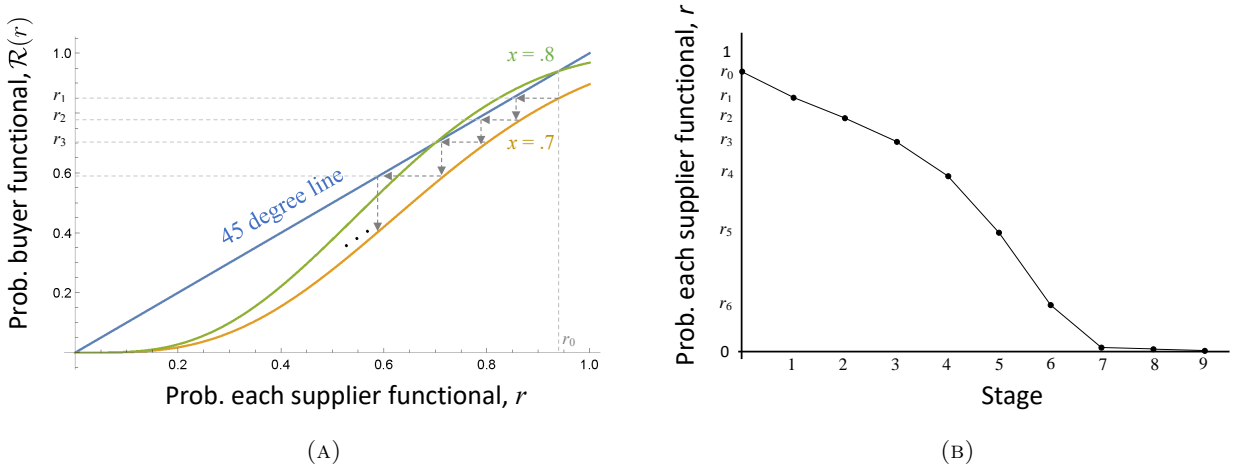 Prob. buyer functional, R(r)
1.0
r1
r2
r3
0.6
0.4
0.2
x = .8
x = .7
45 degree line
r0
0.2
0.4
0.6
0.8
1.0
Prob. each supplier functional, r
(A)
Prob. each supplier functional, r
1
r0
r1
r2
r3
r4
r5
r6
0
1
2
3
4
5
6
7
8
9
Stage
(B)